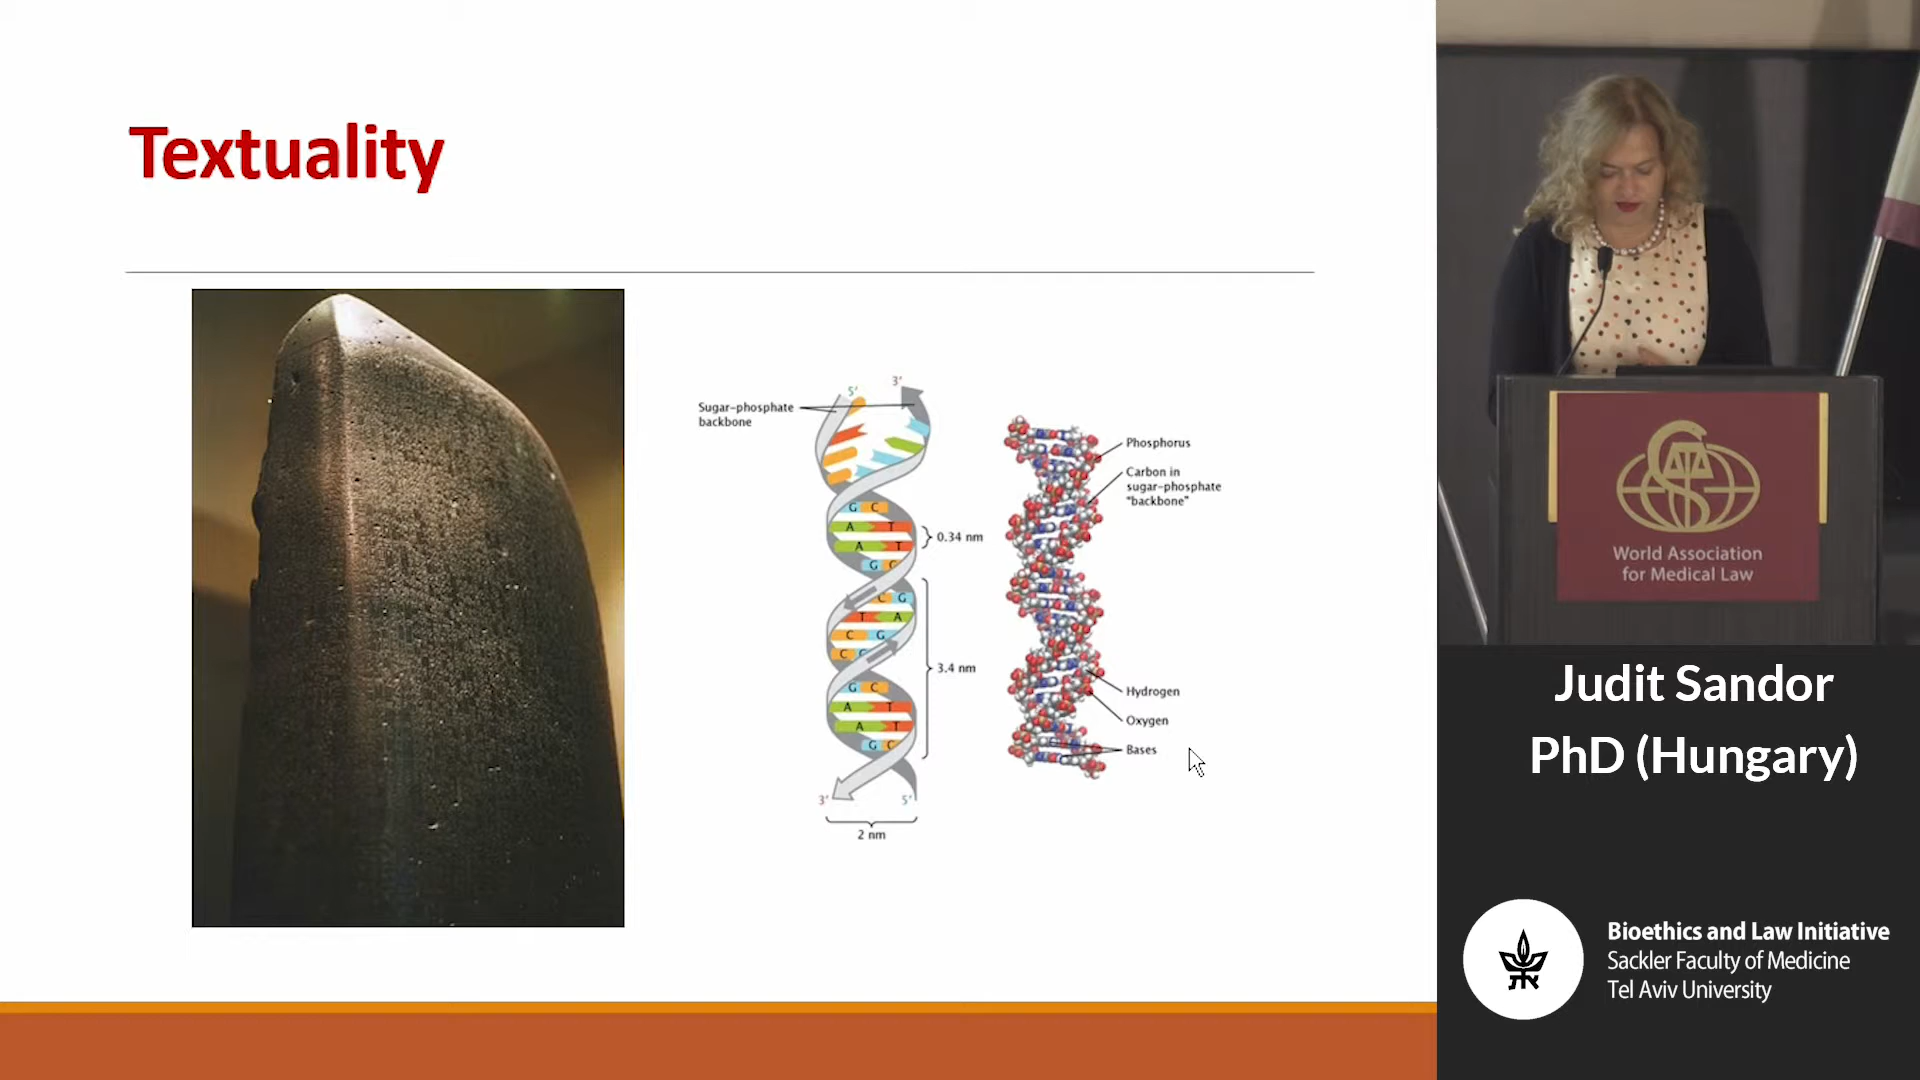 Textuality
5'
3'
Sugar-phosphate
backbone
G C
A T
A T
G C
0.34 nm
C G
T A
C G
C G
3.4 nm
G C
A T
A T
G C
3'
5'
2 nm
Phosphorus
Carbon in
sugar-phosphate
"backbone"
Hydrogen
Oxygen
Bases
World Association
for Medical Law
Judit Sandor
PhD (Hungary)
Bioethics and Law Initiative
Sackler Faculty of Medicine
Tel Aviv University